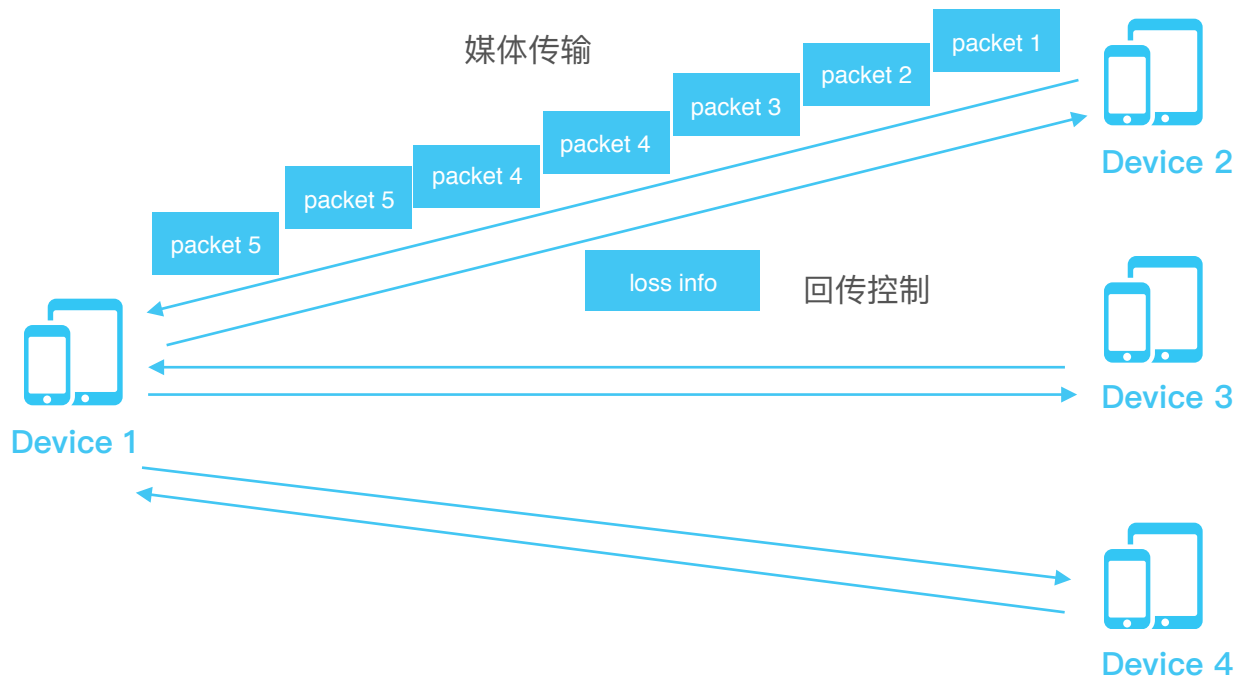 媒体传输
packet 1
packet 2
packet 3
packet 4
packet 4
packet 5
packet 5
Device 2
loss info
回传控制
Device 3
Device 1
Device 4